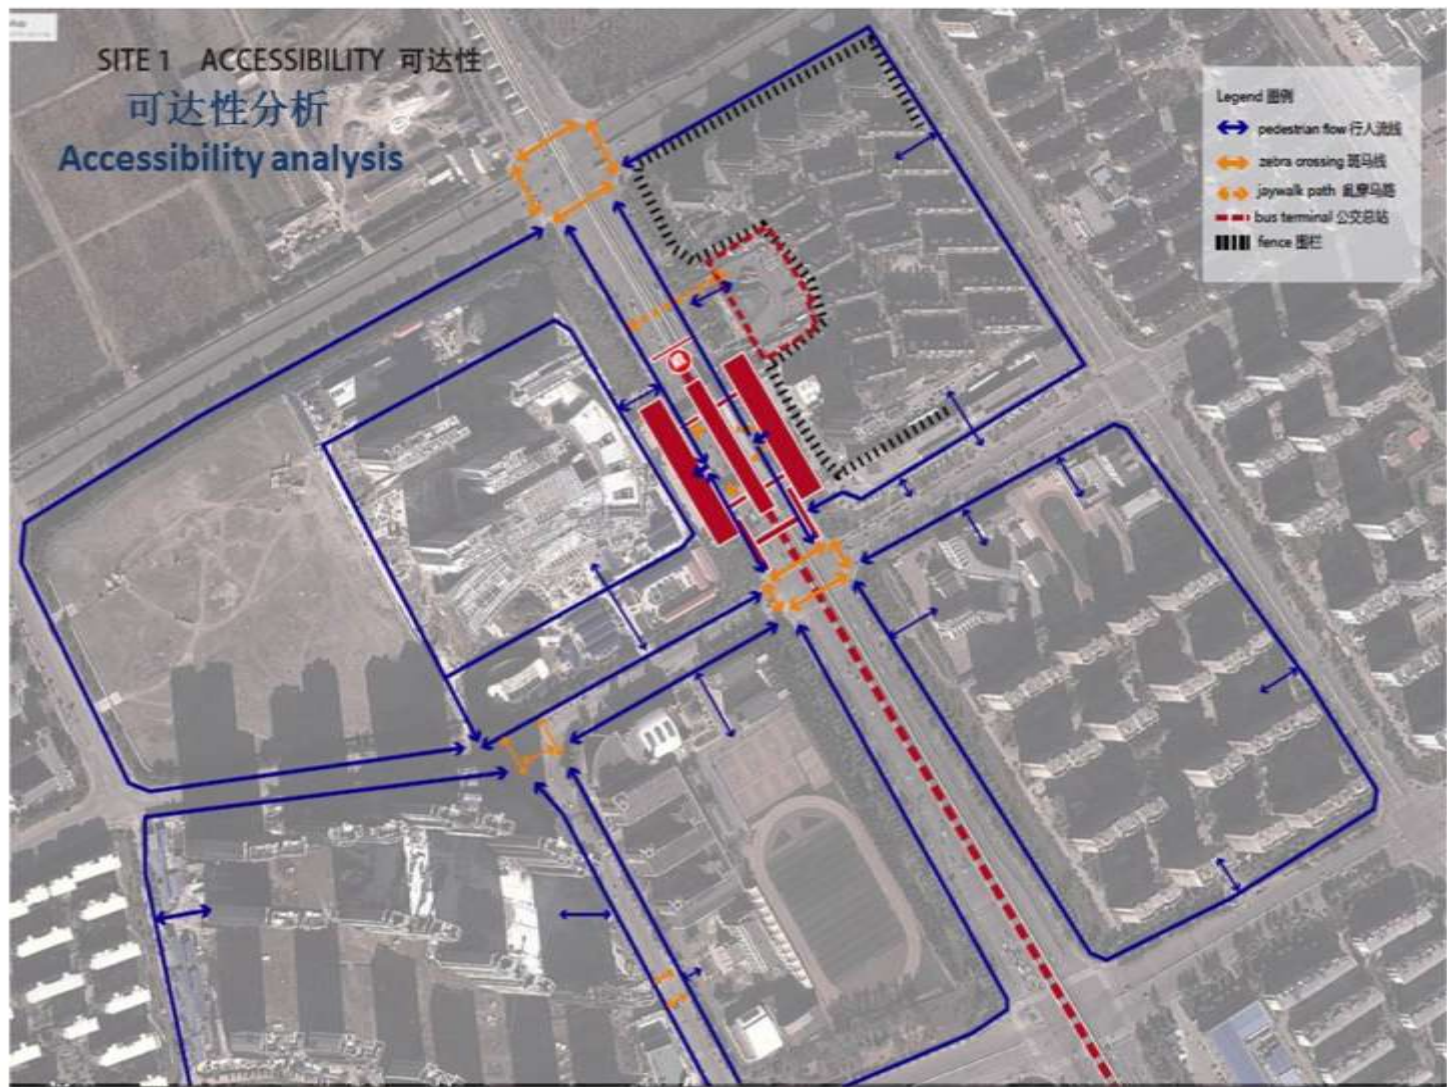 SITE 1 ACCESSIBILITY 可达性
可达性分析
Accessibility analysis
Legend 图例
pedestrian flow 行人流线
zebra crossing 斑马线
jaywalk path 亂穿马路
bus terminal 公交总站
fence 围栏